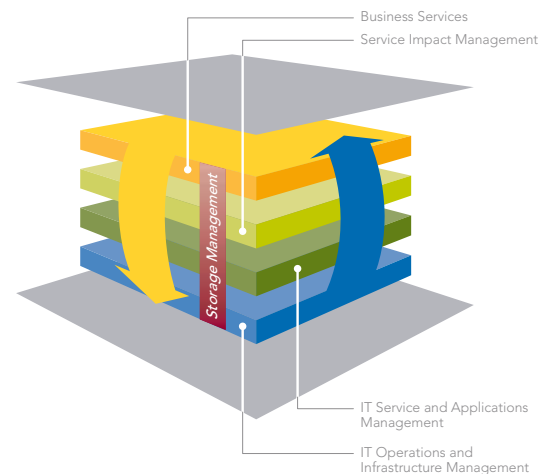 Business Services
Service Impact Management
Storage Management
IT Service and Applications
Management
IT Operations and
Infrastructure Management